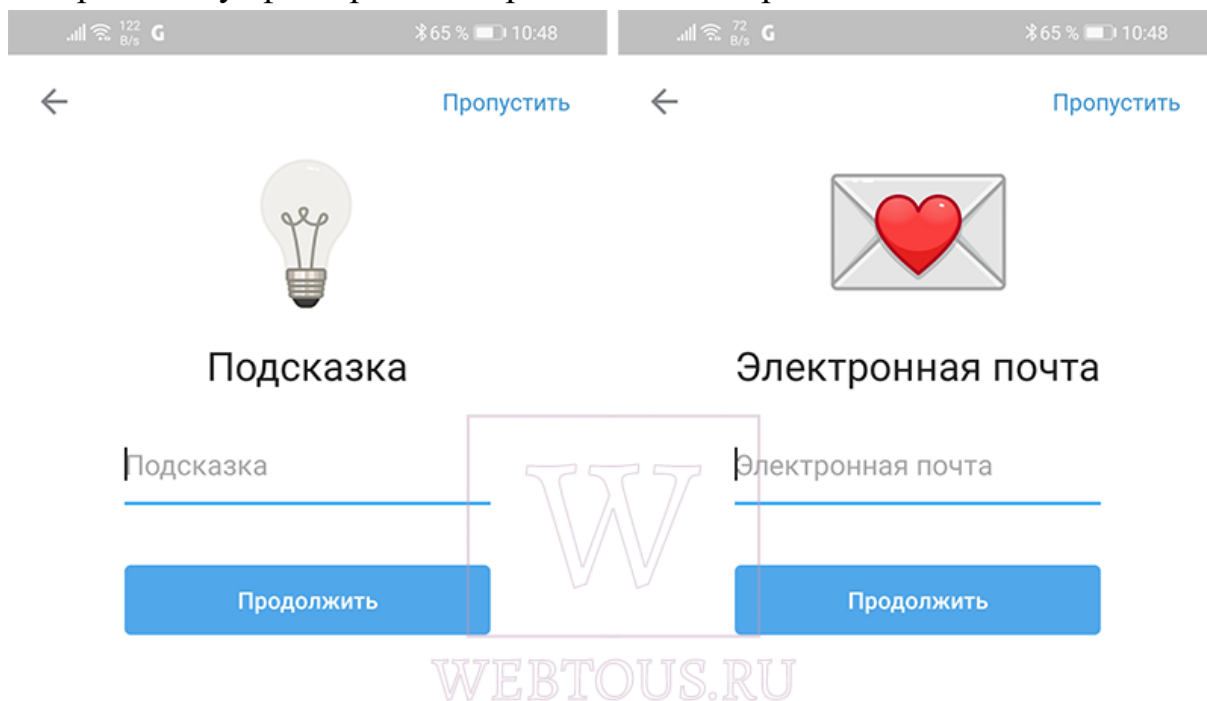 122 B/s G 65 % 10:48
72 B/s G 65 % 10:48
Пропустить
Пропустить
Подсказка
Электронная почта
Подсказка
Электронная почта
Продолжить
Продолжить
W
WEBTOUS.RU